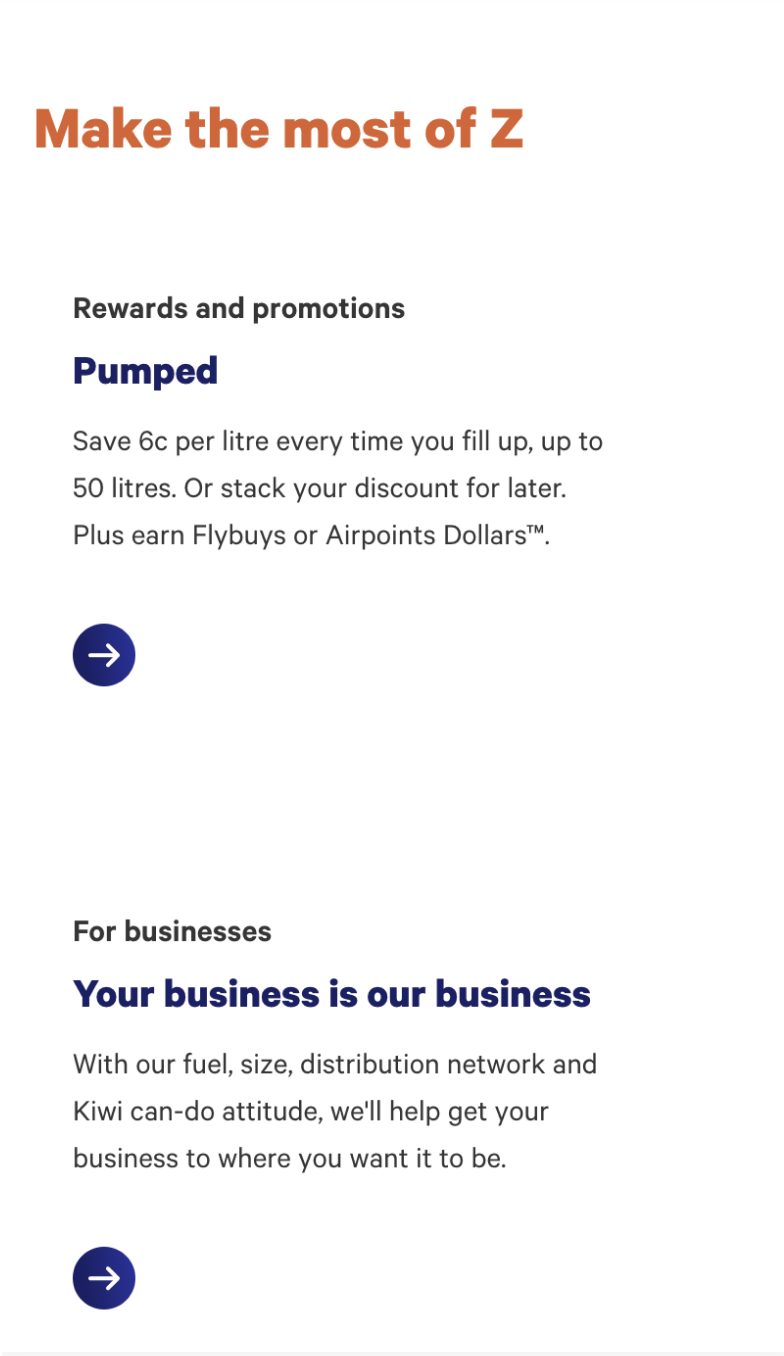 Make the most of Z
Rewards and promotions
Pumped
Save 6c per litre every time you fill up, up to
50 litres. Or stack your discount for later.
Plus earn Flybuys or Airpoints Dollars™.
For businesses
Your business is our business
With our fuel, size, distribution network and
Kiwi can-do attitude, we'll help get your
business to where you want it to be.